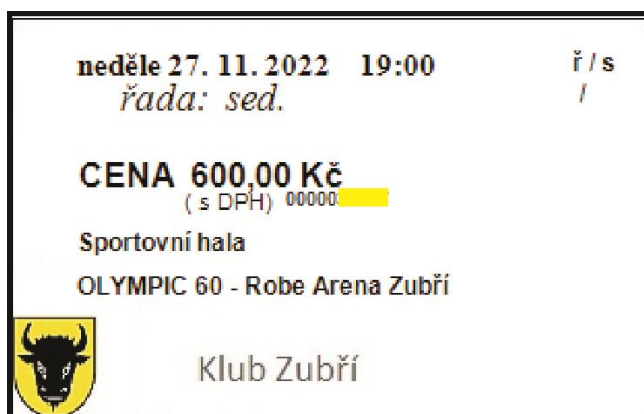 neděle 27. 11. 2022 19:00 ř / s
řada: sed. /
CENA 600,00 Kč
( s DPH) 00000
Sportovní hala
OLYMPIC 60 - Robe Arena Zubří
Klub Zubří